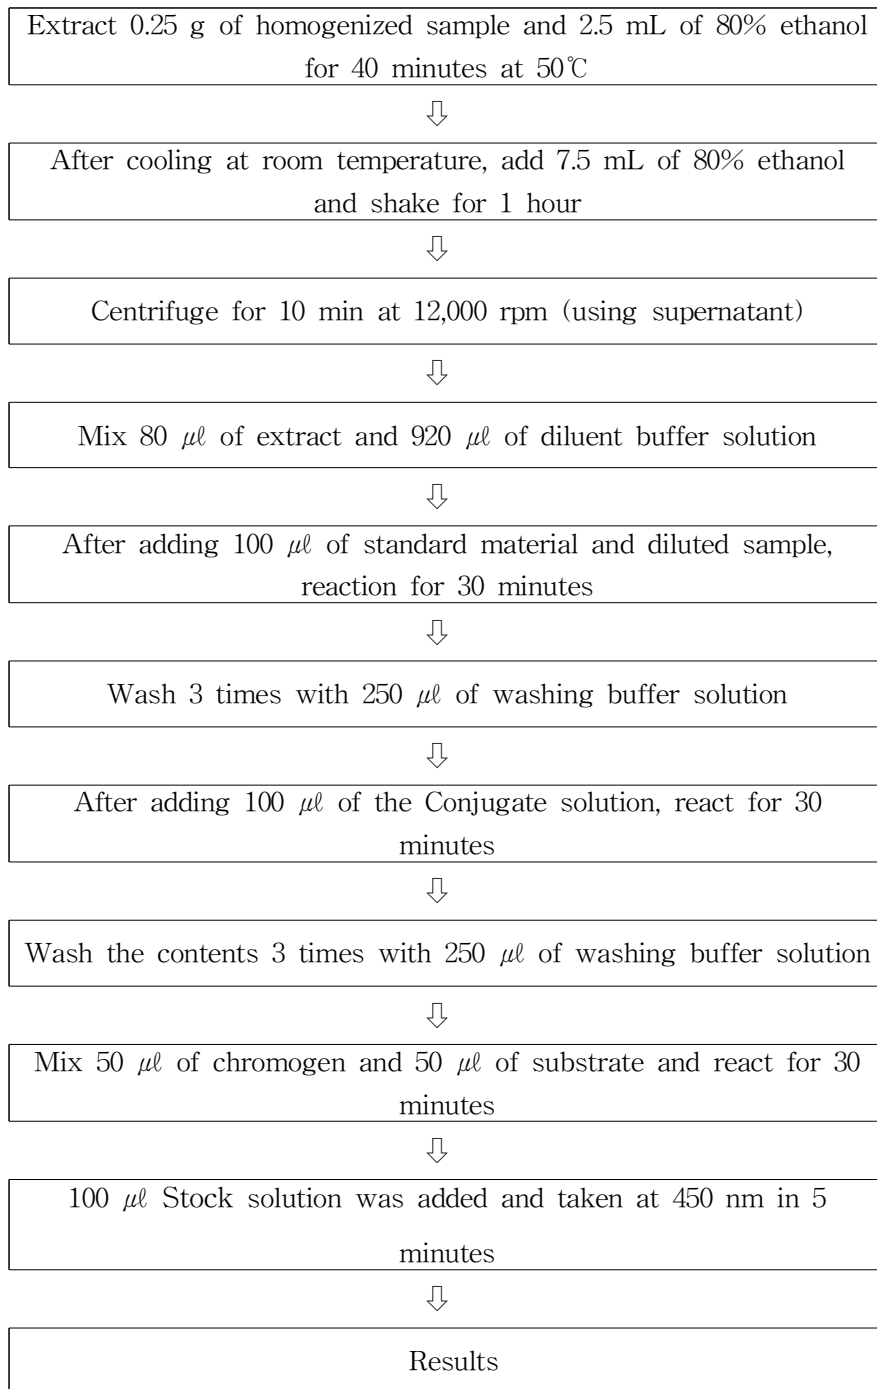 Extract 0.25 g of homogenized sample and 2.5 mL of 80% ethanol
for 40 minutes at 50℃
⇩
After cooling at room temperature, add 7.5 mL of 80% ethanol
and shake for 1 hour
⇩
Centrifuge for 10 min at 12,000 rpm (using supernatant)
⇩
Mix 80 μℓ of extract and 920 μℓ of diluent buffer solution
⇩
After adding 100 μℓ of standard material and diluted sample,
reaction for 30 minutes
⇩
Wash 3 times with 250 μℓ of washing buffer solution
⇩
After adding 100 μℓ of the Conjugate solution, react for 30
minutes
⇩
Wash the contents 3 times with 250 μℓ of washing buffer solution
⇩
Mix 50 μℓ of chromogen and 50 μℓ of substrate and react for 30
minutes
⇩
100 μℓ Stock solution was added and taken at 450 nm in 5
minutes
⇩
Results